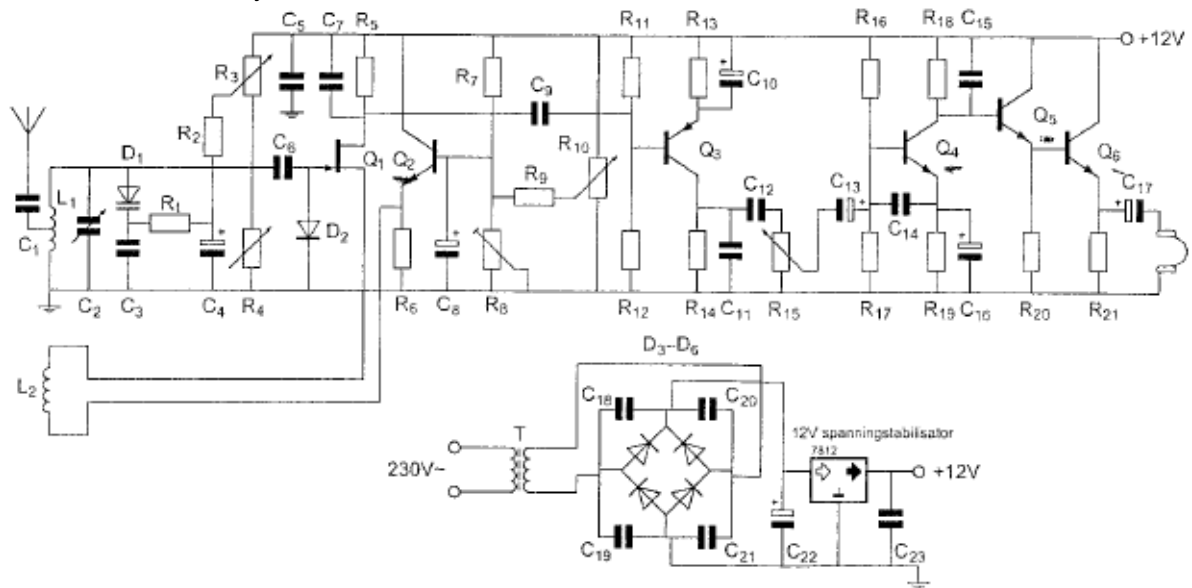 C5 C7 R5 R11 R13 R16 R18 C15
+12V
R3 R7 C9 C10
R2 R10 Q5
D1 C6 Q1 Q2 Q3 Q4 Q6
L1 R1 R9 C12 C13 C17
C1 D2 C14
C2 C3 C4 R4 R6 C8 R8 R12 R14 C11 R15 R17 R19 C16 R20 R21
L2
D3-D6
C18 C20
T
12V spanningstabilisator
7812
230V~
+12V
C19 C21 C22 C23